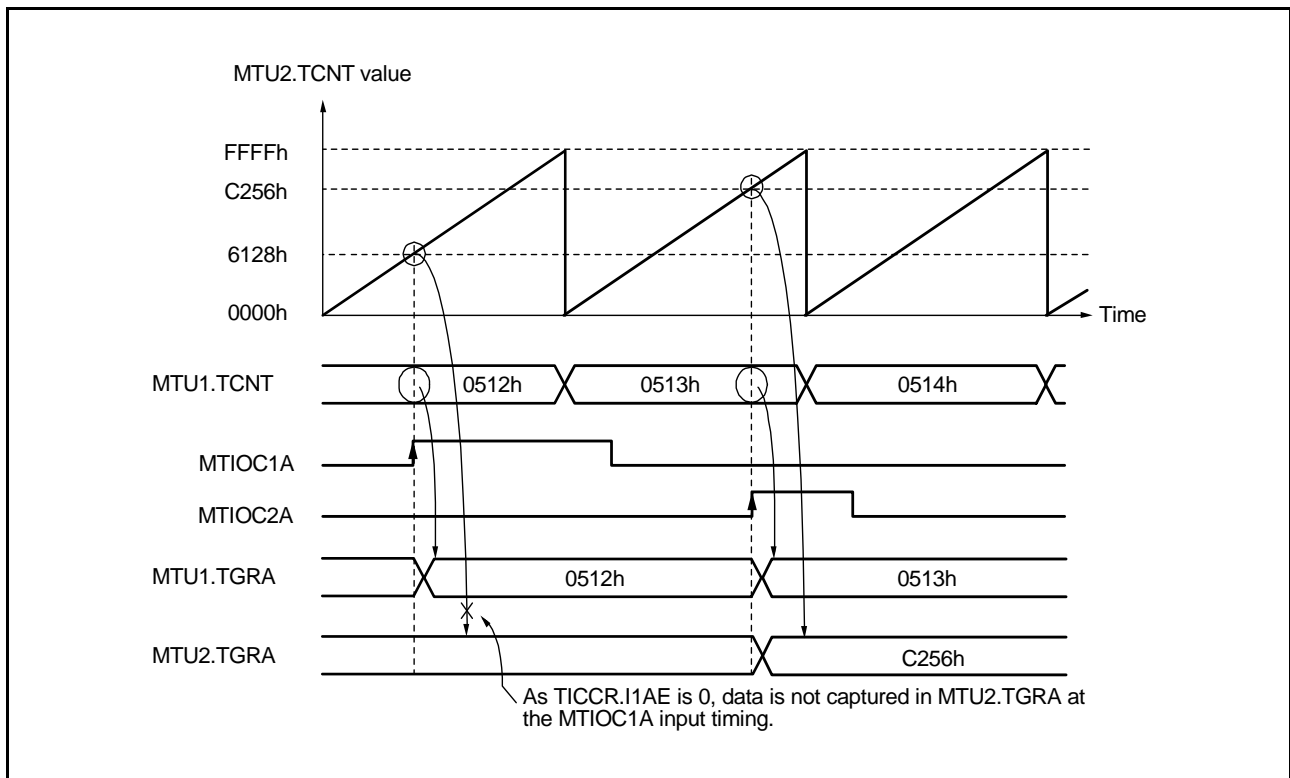 MTU2.TCNT value
FFFFh
C256h
6128h
0000h
Time
MTU1.TCNT
0512h
0513h
0514h
MTIOC1A
MTIOC2A
MTU1.TGRA
0512h
0513h
MTU2.TGRA
C256h
As TICCR.I1AE is 0, data is not captured in MTU2.TGRA at
the MTIOC1A input timing.